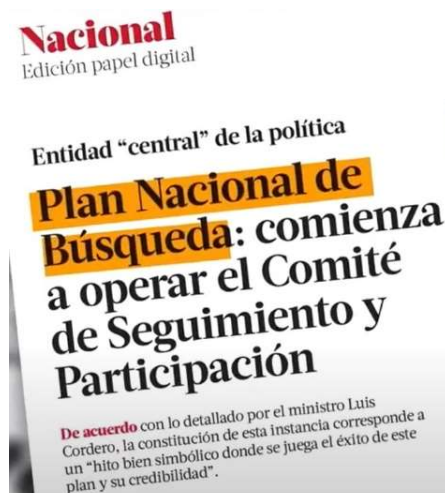 Nacional
Edición papel digital
Entidad “central” de la política
Plan Nacional de
Búsqueda: comienza
a operar el Comité
de Seguimiento y
Participación
De acuerdo con lo detallado por el ministro Luis
Cordero, la constitución de esta instancia corresponde a
un “hito bien simbólico donde se juega el éxito de este
plan y su credibilidad”.